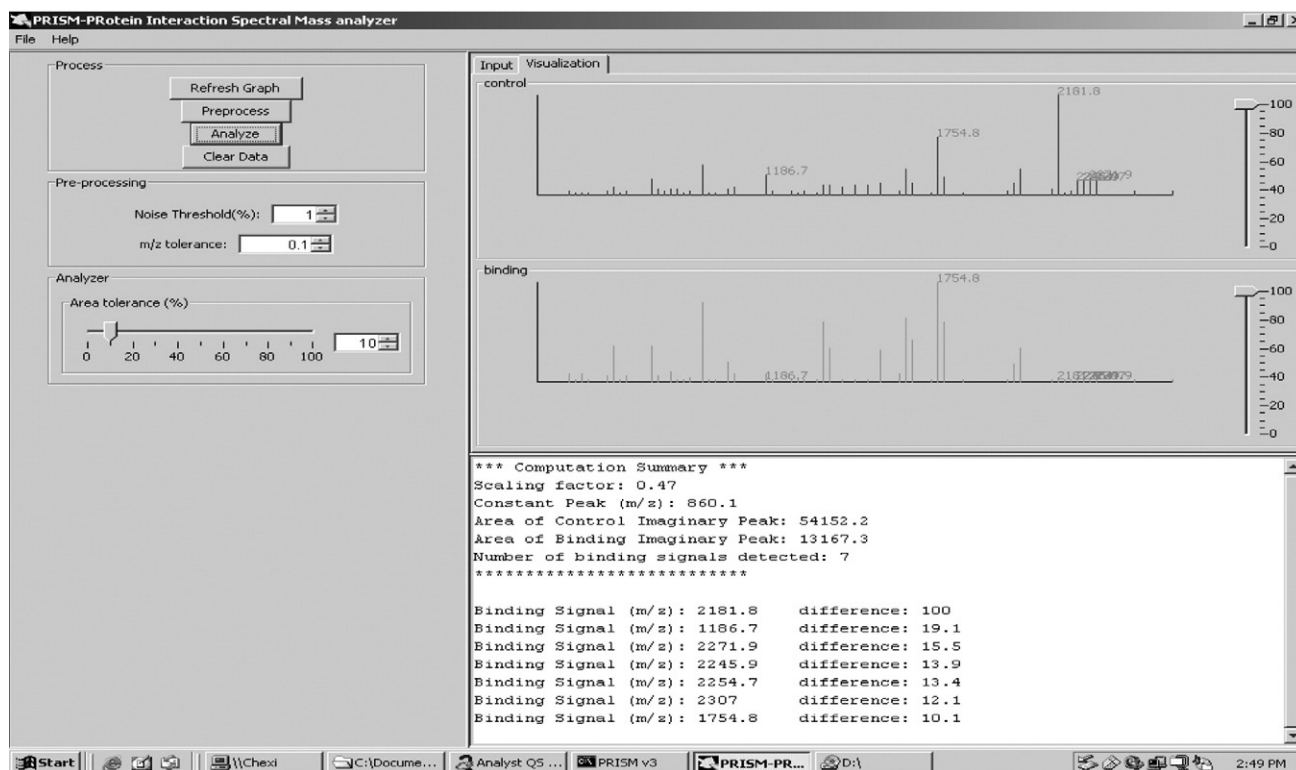 PRISM-PRotein Interaction Spectral Mass analyzer
File Help
Process
Refresh Graph
Preprocess
Analyze
Clear Data
Pre-processing
Noise Threshold(%): 1
m/z tolerance: 0.1
Analyzer
Area tolerance (%)
0 20 40 60 80 100
10
Input Visualization
control
2181.8
1754.8
1186.7
100
80
60
40
20
0
binding
1754.8
1186.7
100
80
60
40
20
0
*** Computation Summary ***
Scaling factor: 0.47
Constant Peak (m/z): 860.1
Area of Control Imaginary Peak: 54152.2
Area of Binding Imaginary Peak: 13167.3
Number of binding signals detected: 7
***************************
Binding Signal (m/z): 2181.8 difference: 100
Binding Signal (m/z): 1186.7 difference: 19.1
Binding Signal (m/z): 2271.9 difference: 15.5
Binding Signal (m/z): 2245.9 difference: 13.9
Binding Signal (m/z): 2254.7 difference: 13.4
Binding Signal (m/z): 2307 difference: 12.1
Binding Signal (m/z): 1754.8 difference: 10.1
Start \\Chexi C:\Docume... Analyst QS ... PRISM v3 PRISM-PR... D:\ 2:49 PM